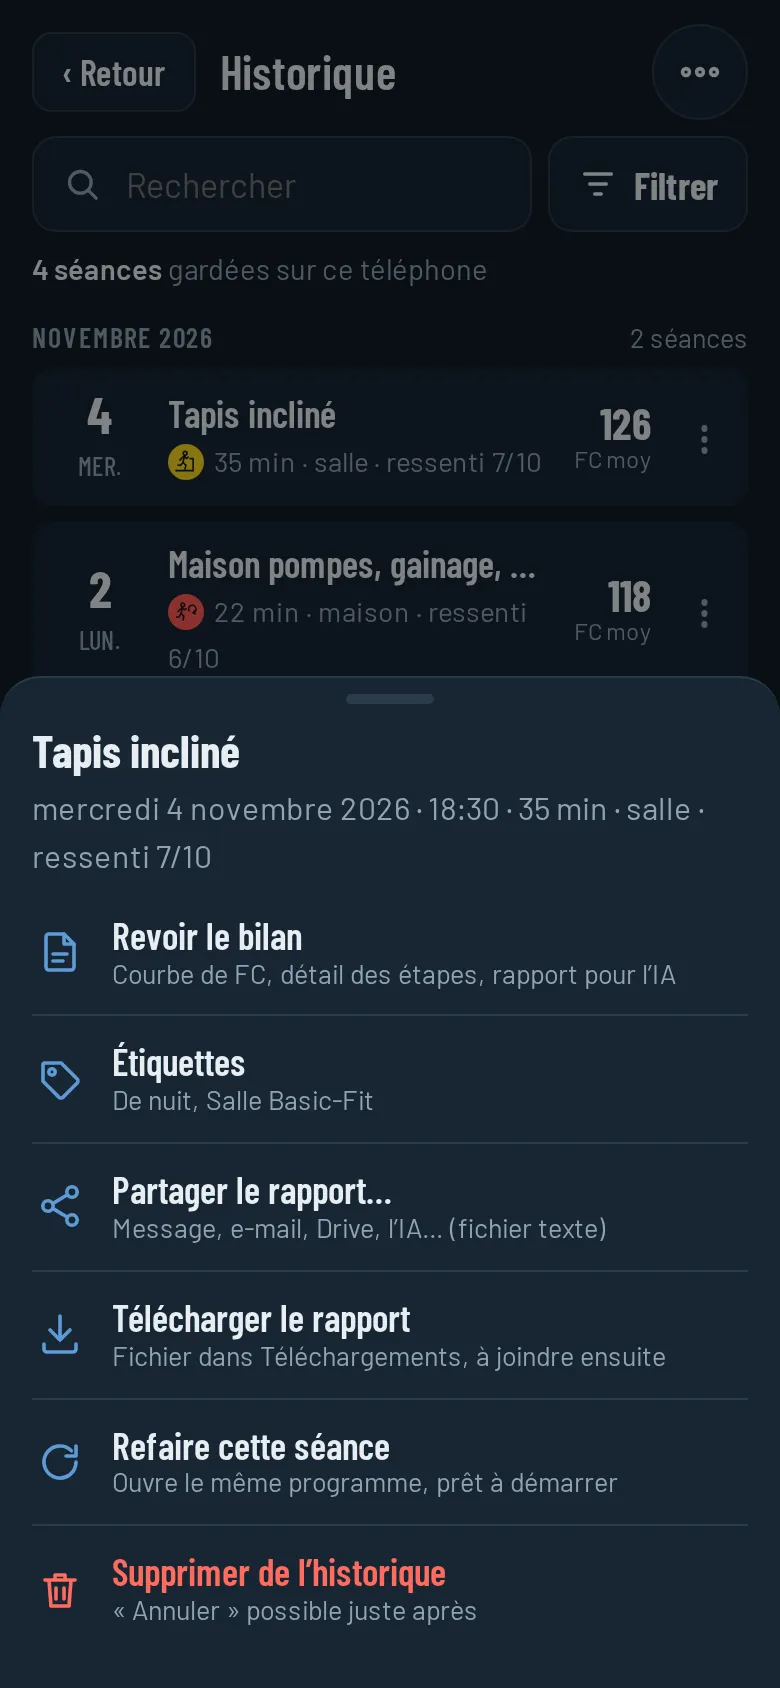 ‹ Retour
Historique
Rechercher
Filtrer
4 séances gardées sur ce téléphone
NOVEMBRE 2026
2 séances
4
MER.
Tapis incliné
35 min · salle · ressenti 7/10
126
FC moy
2
LUN.
Maison pompes, gainage, ...
22 min · maison · ressenti
6/10
118
FC moy
Tapis incliné
mercredi 4 novembre 2026 · 18:30 · 35 min · salle ·
ressenti 7/10
Revoir le bilan
Courbe de FC, détail des étapes, rapport pour l’IA
Étiquettes
De nuit, Salle Basic-Fit
Partager le rapport...
Message, e-mail, Drive, l’IA... (fichier texte)
Télécharger le rapport
Fichier dans Téléchargements, à joindre ensuite
Refaire cette séance
Ouvre le même programme, prêt à démarrer
Supprimer de l’historique
« Annuler » possible juste après